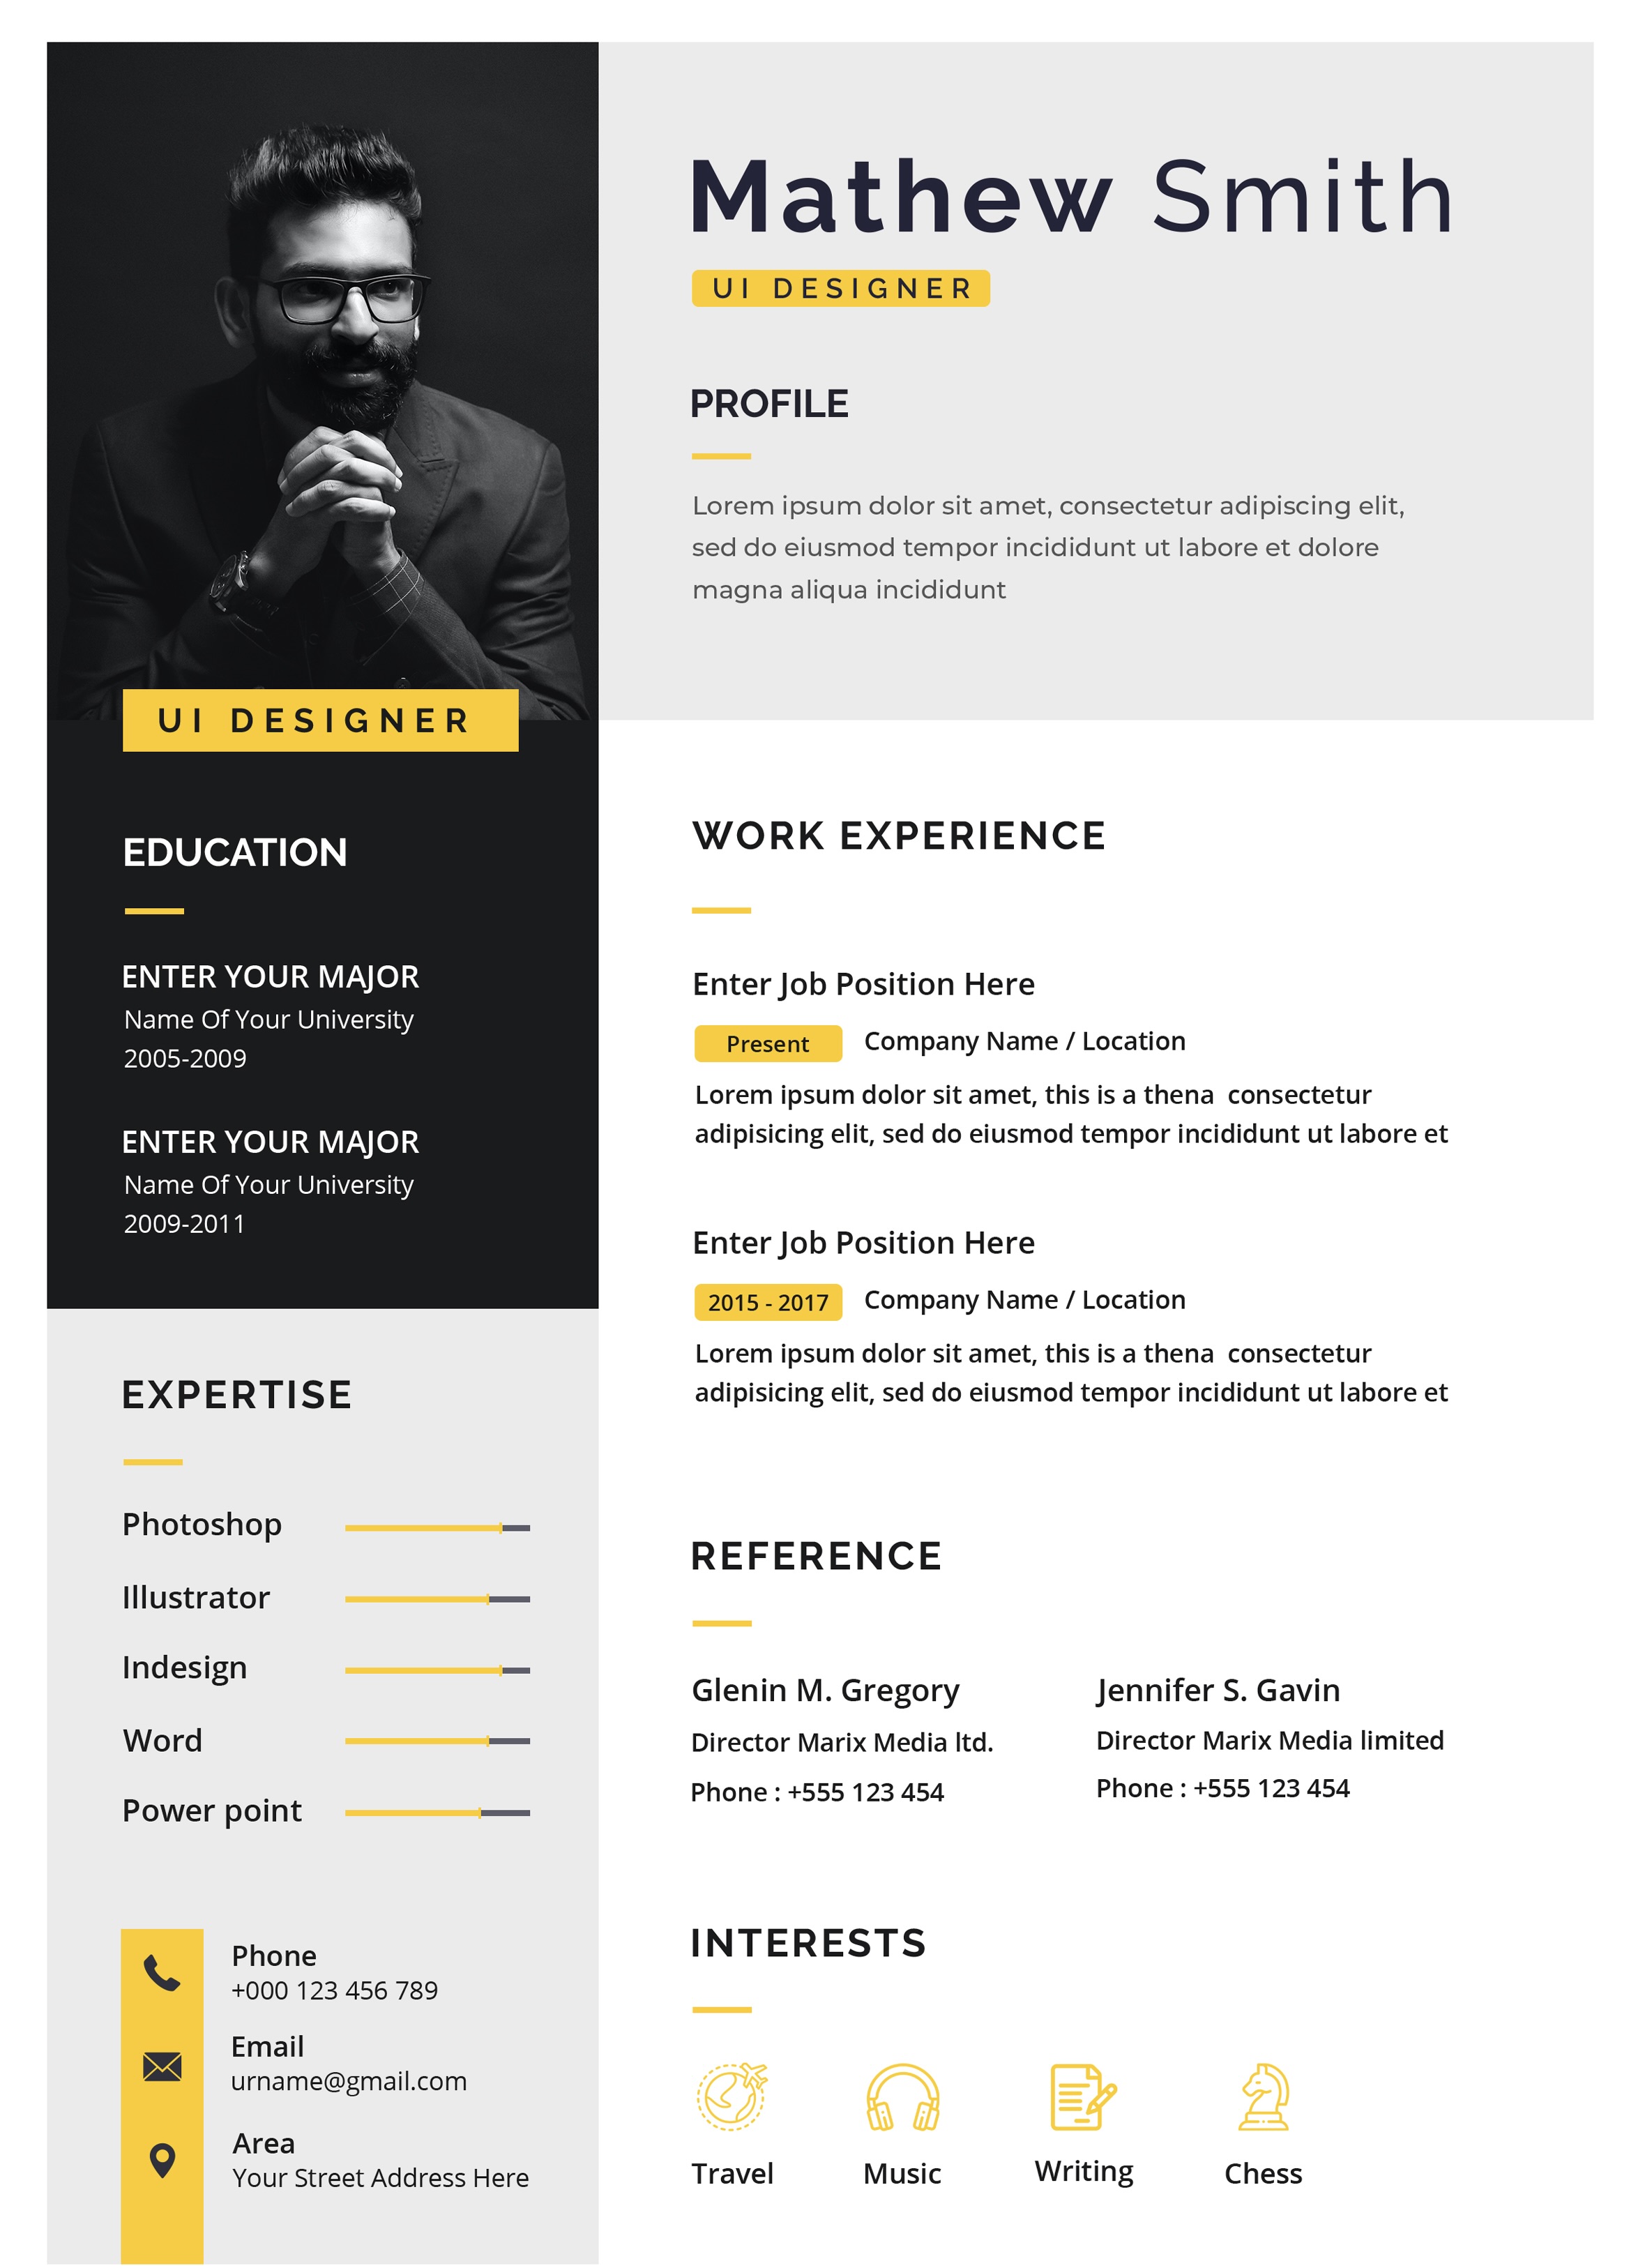 Mathew Smith
UI DESIGNER
PROFILE
Lorem ipsum dolor sit amet, consectetur adipiscing elit,
sed do eiusmod tempor incididunt ut labore et dolore
magna aliqua incididunt
UI DESIGNER
EDUCATION
ENTER YOUR MAJOR
Name Of Your University
2005-2009
ENTER YOUR MAJOR
Name Of Your University
2009-2011
EXPERTISE
Photoshop
Illustrator
Indesign
Word
Power point
Phone
+000 123 456 789
Email
urname@gmail.com
Area
Your Street Address Here
WORK EXPERIENCE
Enter Job Position Here
Present Company Name / Location
Lorem ipsum dolor sit amet, this is a thena  consectetur
adipisicing elit, sed do eiusmod tempor incididunt ut labore et
Enter Job Position Here
2015 - 2017 Company Name / Location
Lorem ipsum dolor sit amet, this is a thena  consectetur
adipisicing elit, sed do eiusmod tempor incididunt ut labore et
REFERENCE
Glenin M. Gregory
Director Marix Media ltd.
Phone : +555 123 454
Jennifer S. Gavin
Director Marix Media limited
Phone : +555 123 454
INTERESTS
Travel Music Writing Chess